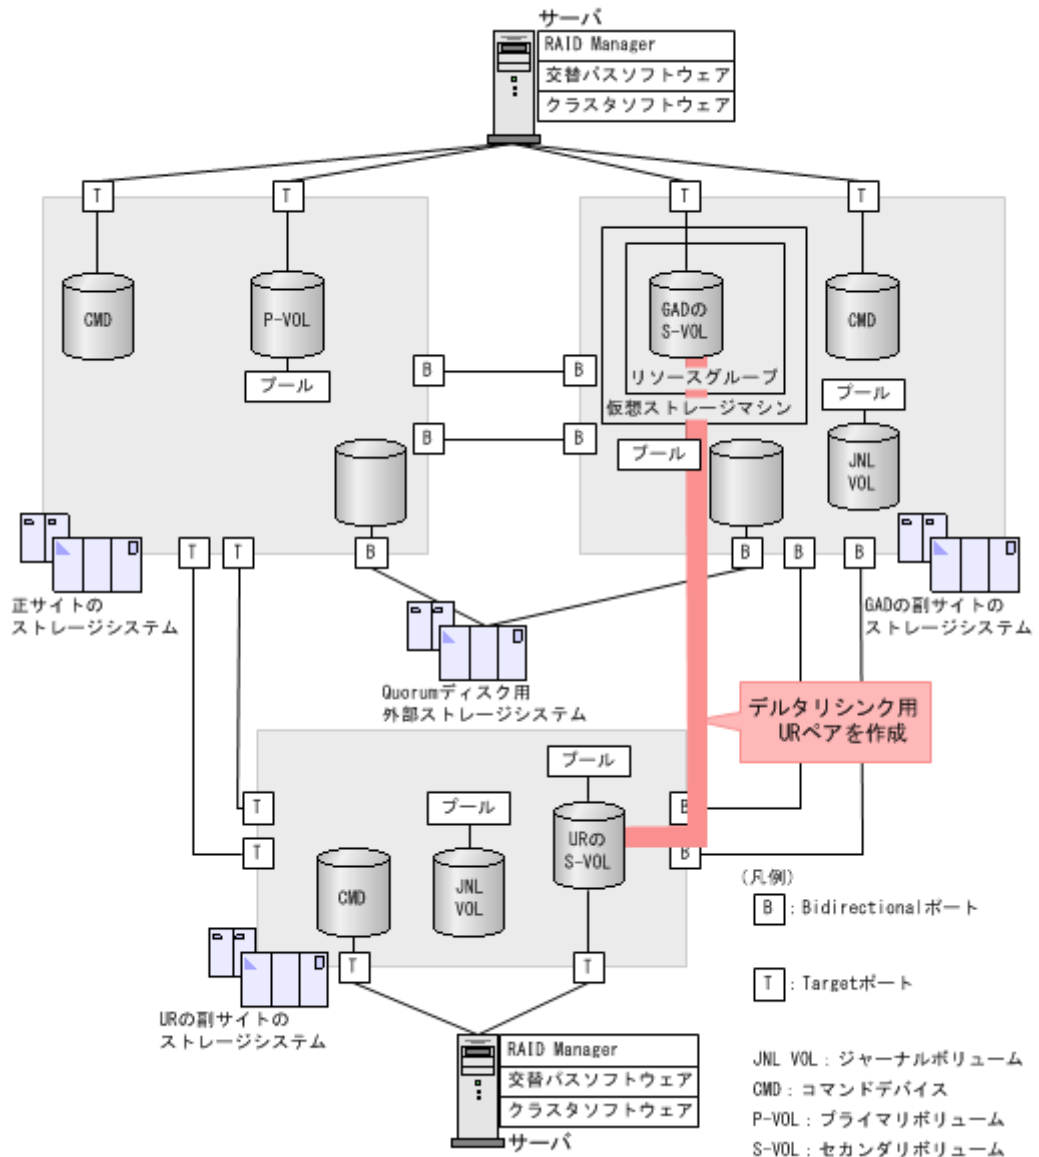 サーバ
RAID Manager
交替パスソフトウェア
クラスタソフトウェア
T
T
T
T
CMD
P-VOL
プール
GADの
S-VOL
リソースグループ
仮想ストレージマシン
CMD
プール
JNL
VOL
B
B
B
B
プール
T
T
B
B
B
B
正サイトの
ストレージシステム
GADの副サイトの
ストレージシステム
Quorumディスク用
外部ストレージシステム
デルタリシンク用
URペアを作成
プール
プール
T
T
B
B
URの
S-VOL
CMD
JNL
VOL
T
T
URの副サイトの
ストレージシステム
RAID Manager
交替パスソフトウェア
クラスタソフトウェア
サーバ
(凡例)
B : Bidirectionalポート
T : Targetポート
JNL VOL : ジャーナルボリューム
CMD : コマンドデバイス
P-VOL : プライマリボリューム
S-VOL : セカンダリボリューム